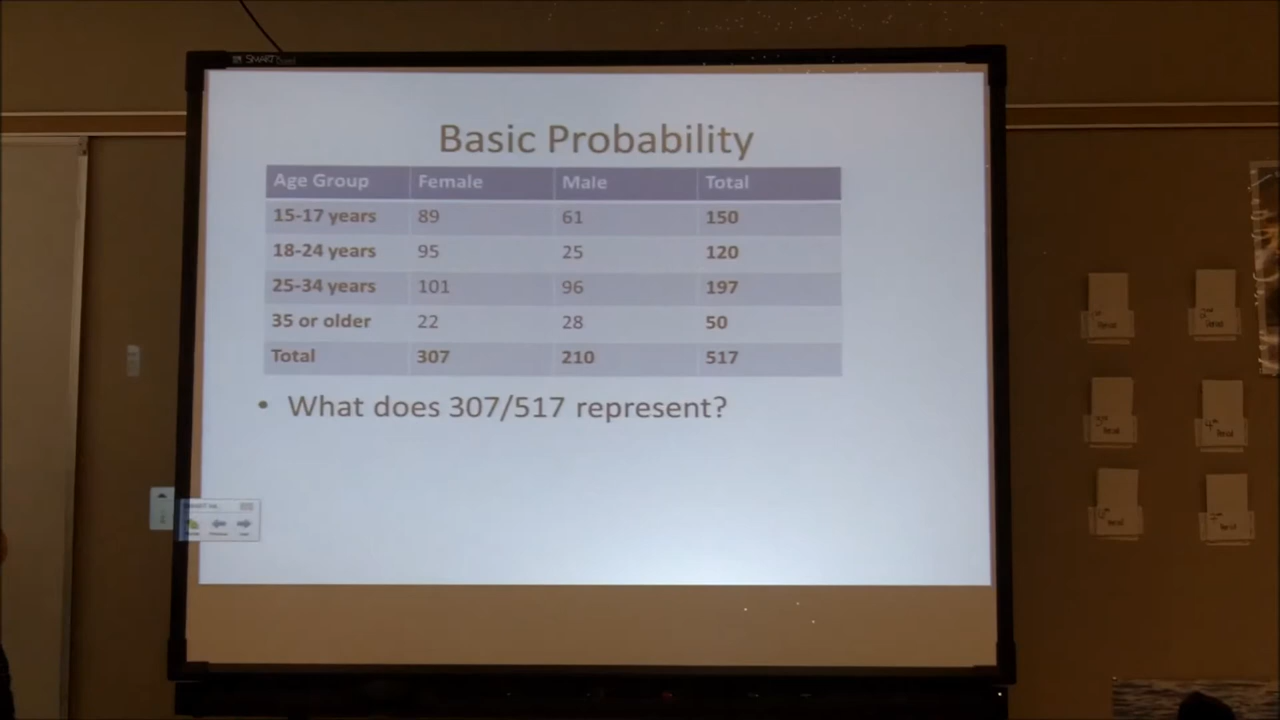 SMART Board
Basic Probability
Age Group Female Male Total
15-17 years 89 61 150
18-24 years 95 25 120
25-34 years 101 96 197
35 or older 22 28 50
Total 307 210 517
• What does 307/517 represent?